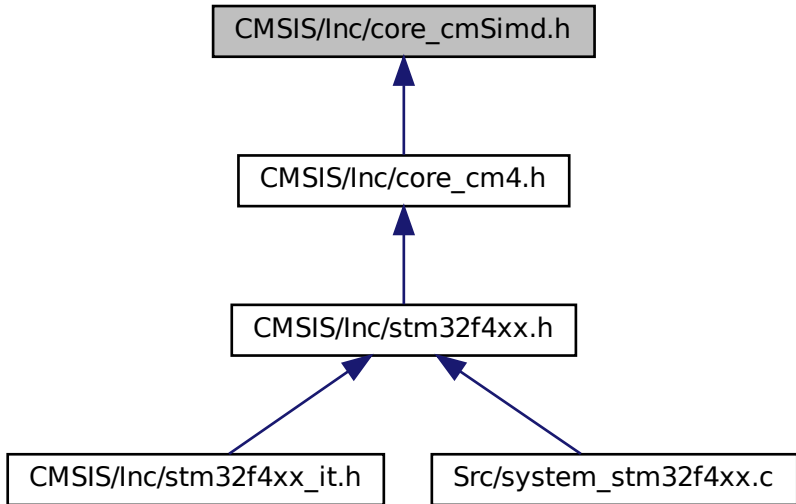 CMSIS/Inc/core_cmSimd.h
CMSIS/Inc/core_cm4.h
CMSIS/Inc/stm32f4xx.h
CMSIS/Inc/stm32f4xx_it.h
Src/system_stm32f4xx.c